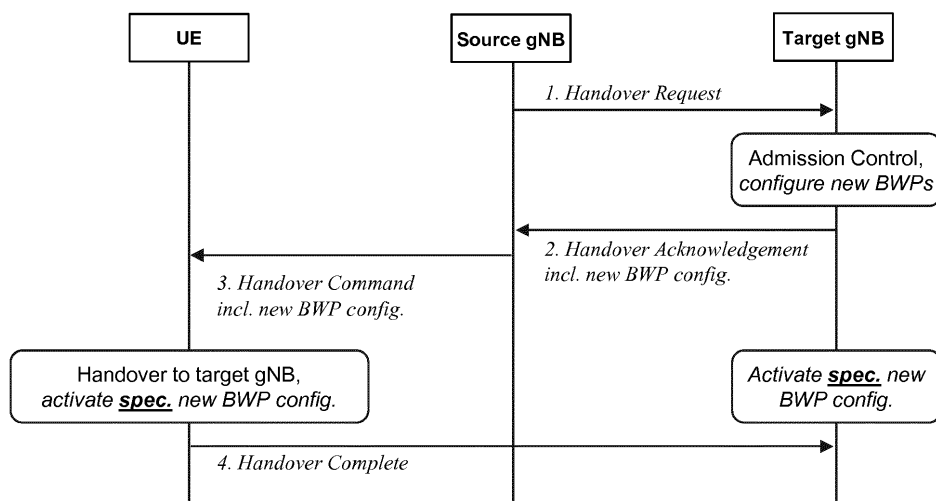 UE
Source gNB
Target gNB
1. Handover Request
Admission Control,
configure new BWPs
2. Handover Acknowledgement
incl. new BWP config.
3. Handover Command
incl. new BWP config.
Handover to target gNB,
activate spec. new BWP config.
Activate spec. new
BWP config.
4. Handover Complete